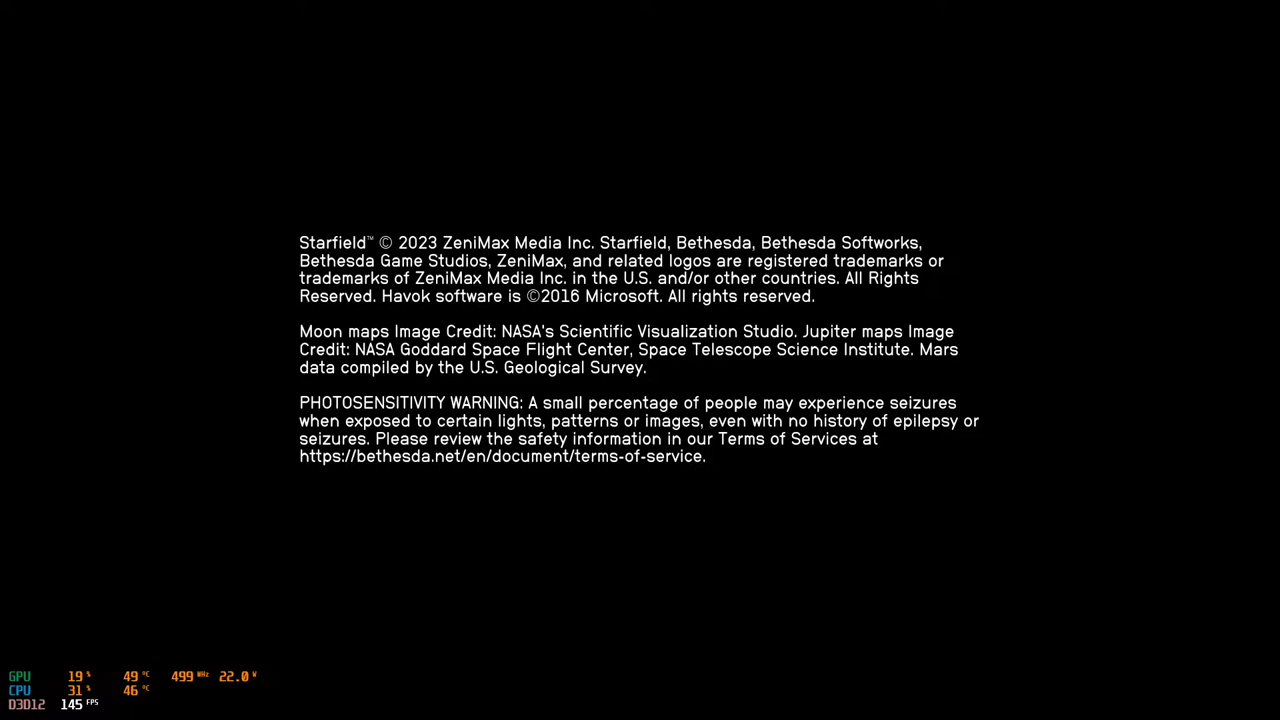 Starfield™ © 2023 ZeniMax Media Inc. Starfield, Bethesda, Bethesda Softworks,
Bethesda Game Studios, ZeniMax, and related logos are registered trademarks or
trademarks of ZeniMax Media Inc. in the U.S. and/or other countries. All Rights
Reserved. Havok software is ©2016 Microsoft. All rights reserved.
Moon maps Image Credit: NASA's Scientific Visualization Studio. Jupiter maps Image
Credit: NASA Goddard Space Flight Center, Space Telescope Science Institute. Mars
data compiled by the U.S. Geological Survey.
PHOTOSENSITIVITY WARNING: A small percentage of people may experience seizures
when exposed to certain lights, patterns or images, even with no history of epilepsy or
seizures. Please review the safety information in our Terms of Services at
https://bethesda.net/en/document/terms-of-service.
GPU 19 % 49 °C 499 MHz 22.0 W
CPU 31 % 46 °C
D3D12 145 FPS